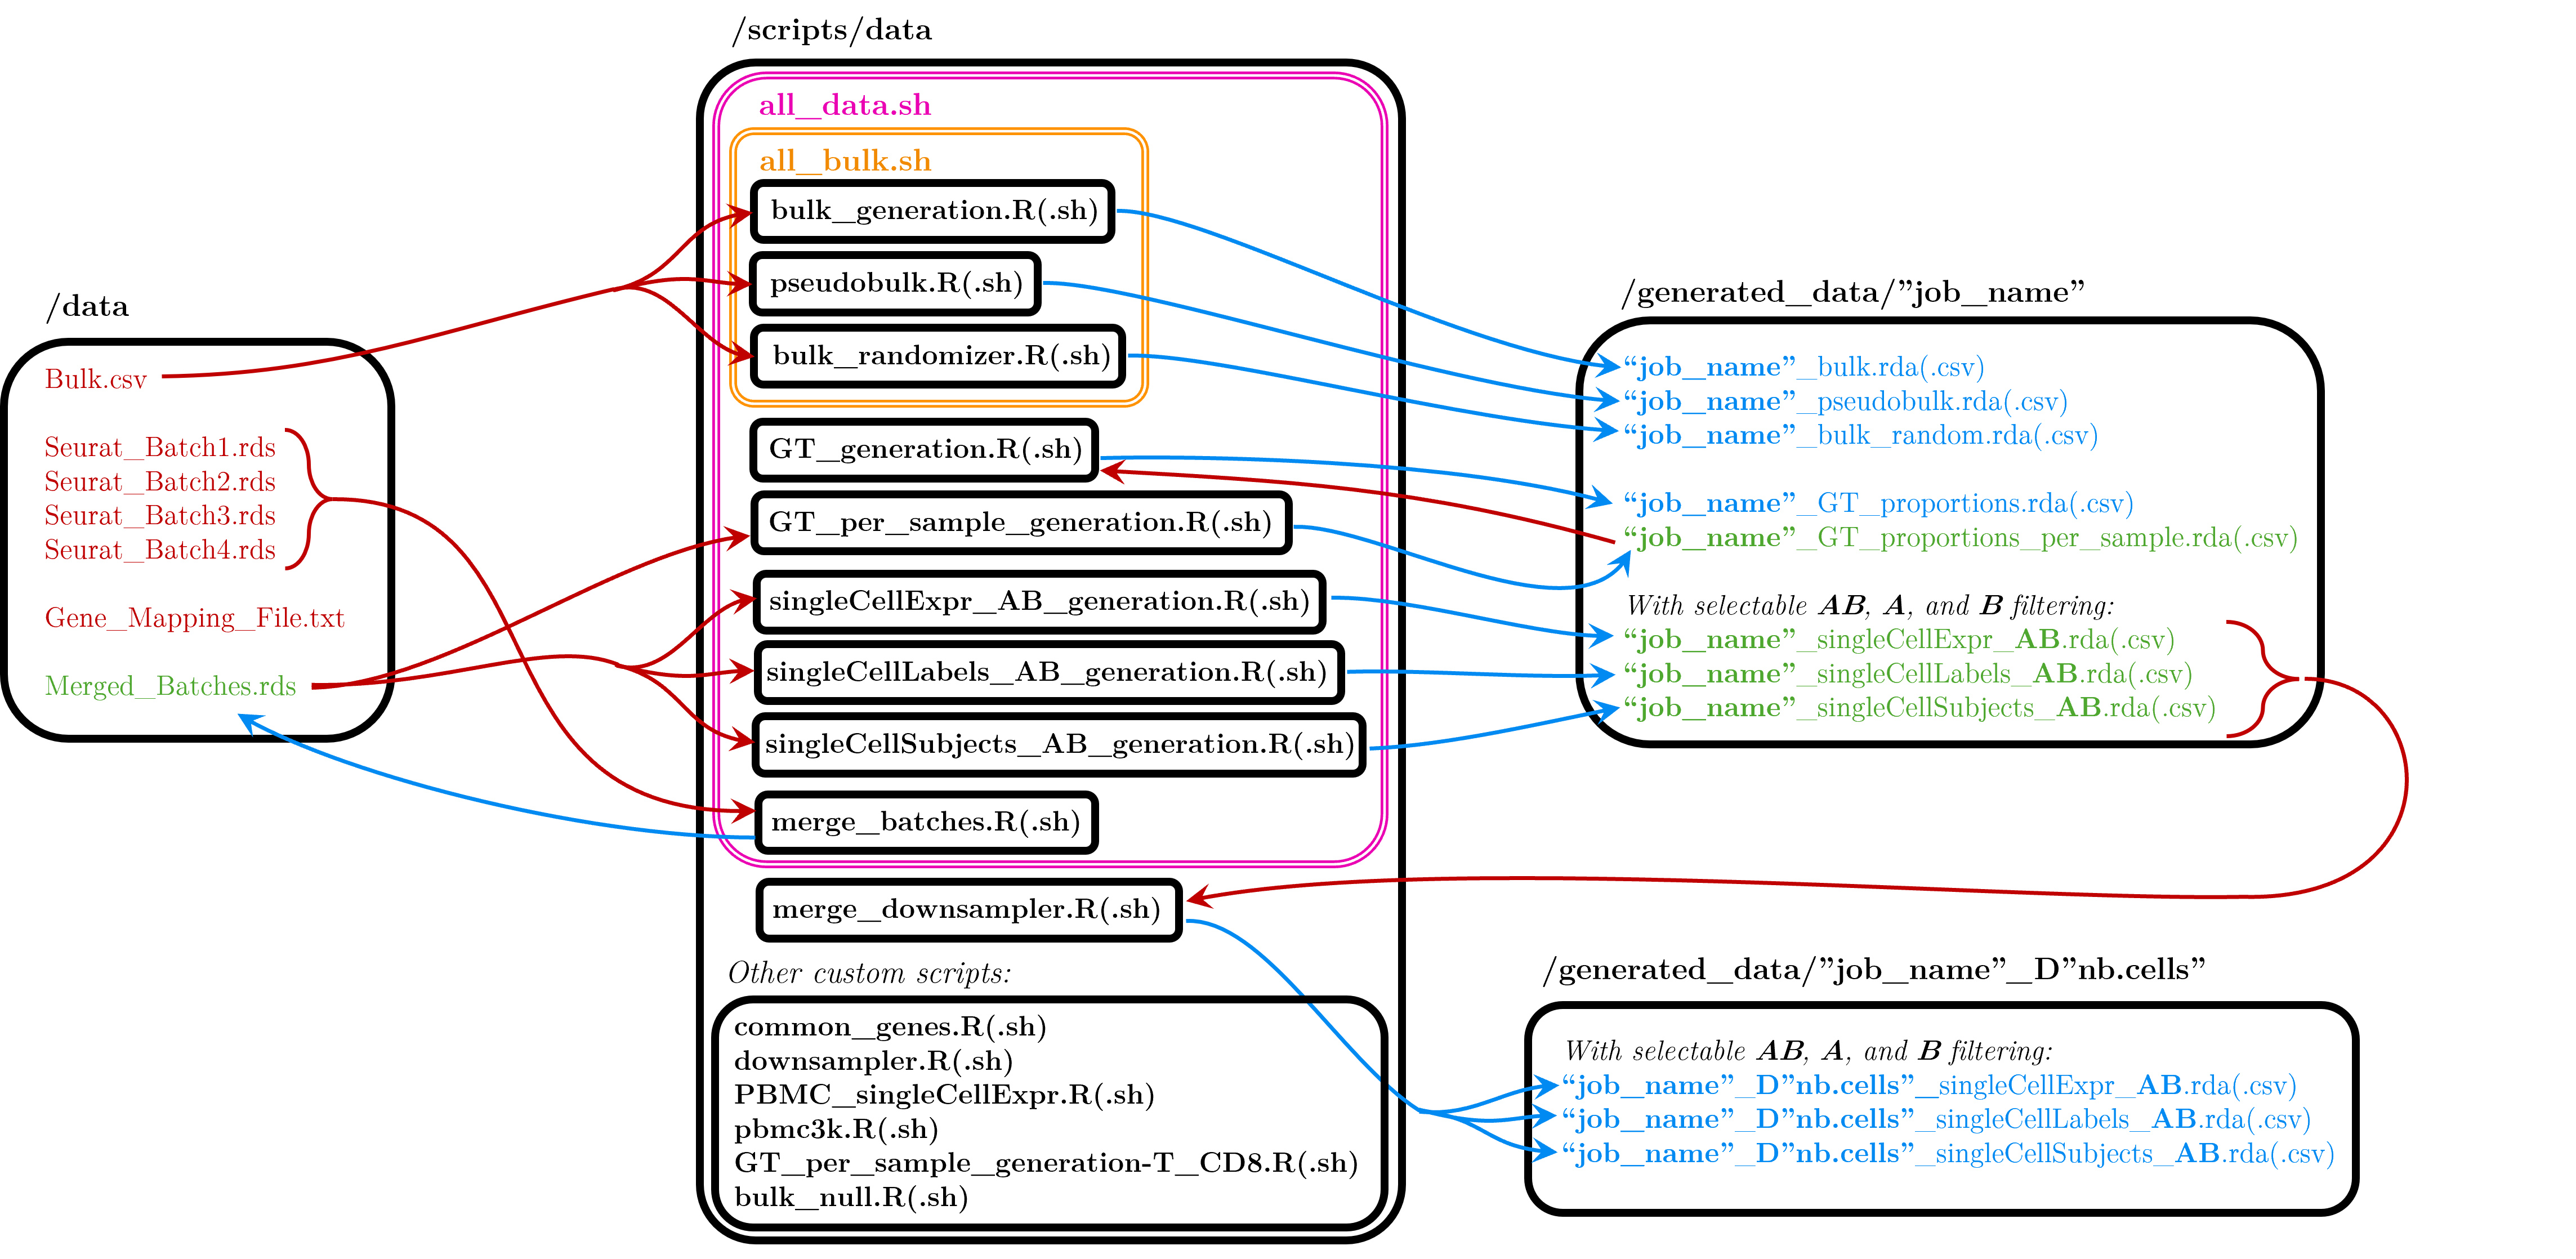 /data
Bulk.csv
Seurat_Batch1.rds
Seurat_Batch2.rds
Seurat_Batch3.rds
Seurat_Batch4.rds
Gene_Mapping_File.txt
Merged_Batches.rds
/scripts/data
all_data.sh
all_bulk.sh
bulk_generation.R(.sh)
pseudobulk.R(.sh)
bulk_randomizer.R(.sh)
GT_generation.R(.sh)
GT_per_sample_generation.R(.sh)
singleCellExpr_AB_generation.R(.sh)
singleCellLabels_AB_generation.R(.sh)
singleCellSubjects_AB_generation.R(.sh)
merge_batches.R(.sh)
merge_downsampler.R(.sh)
Other custom scripts:
common_genes.R(.sh)
downsampler.R(.sh)
PBMC_singleCellExpr.R(.sh)
pbmc3k.R(.sh)
GT_per_sample_generation-T_CD8.R(.sh)
bulk_null.R(.sh)
/generated_data/”job_name”
“job_name”_bulk.rda(.csv)
“job_name”_pseudobulk.rda(.csv)
“job_name”_bulk_random.rda(.csv)
“job_name”_GT_proportions.rda(.csv)
“job_name”_GT_proportions_per_sample.rda(.csv)
With selectable AB, A, and B filtering:
“job_name”_singleCellExpr_AB.rda(.csv)
“job_name”_singleCellLabels_AB.rda(.csv)
“job_name”_singleCellSubjects_AB.rda(.csv)
/generated_data/”job_name”_D”nb.cells”
With selectable AB, A, and B filtering:
“job_name”_D”nb.cells”_singleCellExpr_AB.rda(.csv)
“job_name”_D”nb.cells”_singleCellLabels_AB.rda(.csv)
“job_name”_D”nb.cells”_singleCellSubjects_AB.rda(.csv)